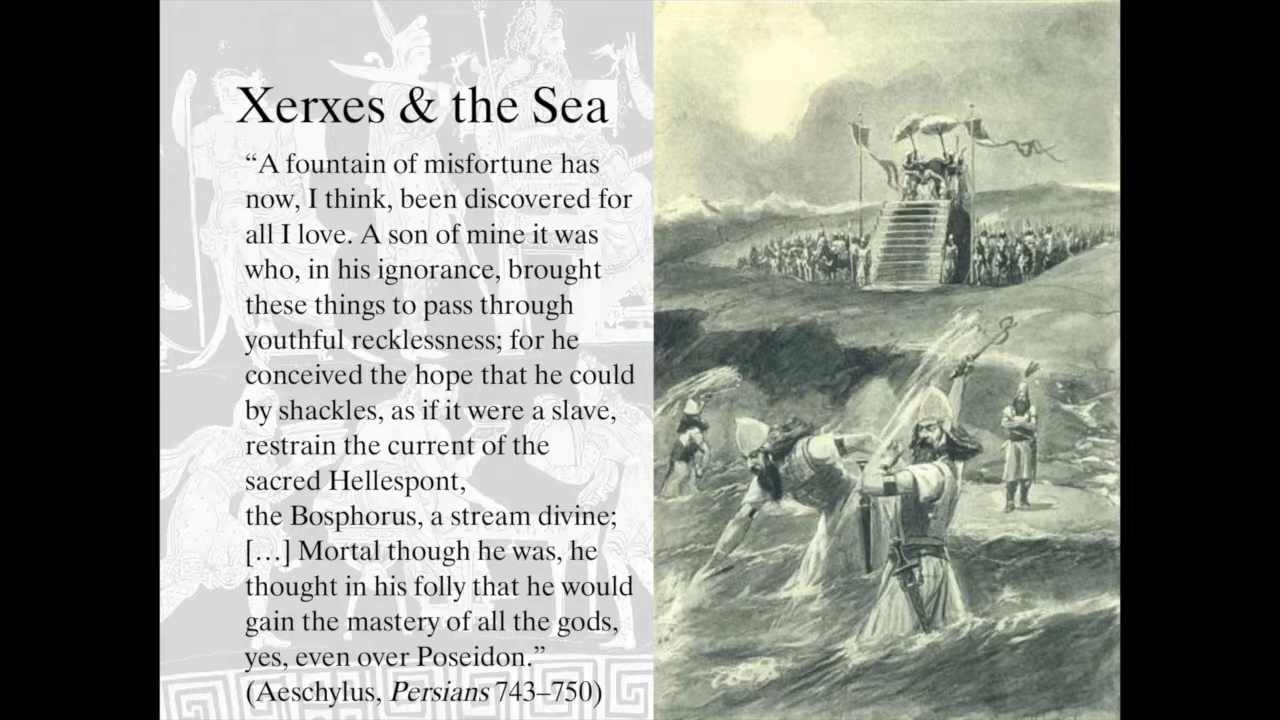 Xerxes & the Sea
“A fountain of misfortune has
now, I think, been discovered for
all I love. A son of mine it was
who, in his ignorance, brought
these things to pass through
youthful recklessness; for he
conceived the hope that he could
by shackles, as if it were a slave,
restrain the current of the
sacred Hellespont,
the Bosphorus, a stream divine;
[…] Mortal though he was, he
thought in his folly that he would
gain the mastery of all the gods,
yes, even over Poseidon.”
(Aeschylus, Persians 743–750)